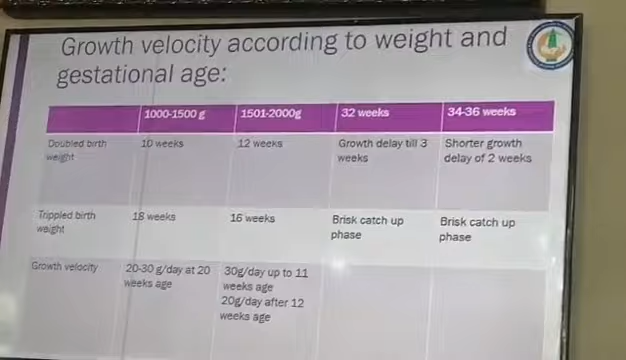 Growth velocity according to weight and
gestational age:
1000-1500 g 1501-2000g 32 weeks 34-36 weeks
Doubled birth weight 10 weeks 12 weeks Growth delay till 3 weeks Shorter growth delay of 2 weeks
Trippled birth weight 18 weeks 16 weeks Brisk catch up phase Brisk catch up phase
Growth velocity 20-30 g/day at 20 weeks age 30g/day up to 11 weeks age 20g/day after 12 weeks age